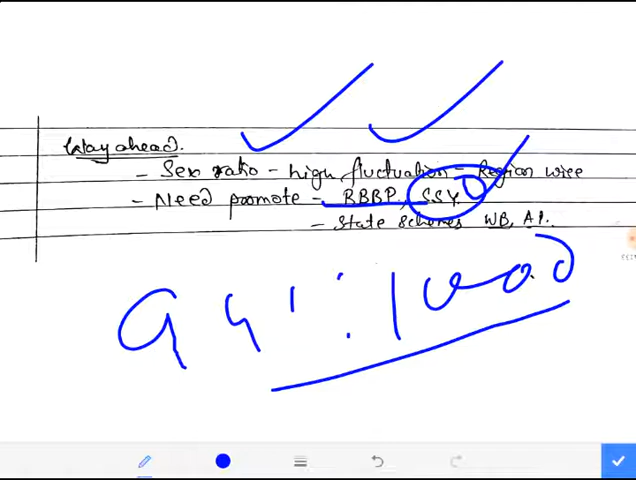 Way ahead.
- Sex ratio - high fluctuation - Region wise
- Need promote - BBBP, SSY
- State schemes WB, AP.
941 : 1000